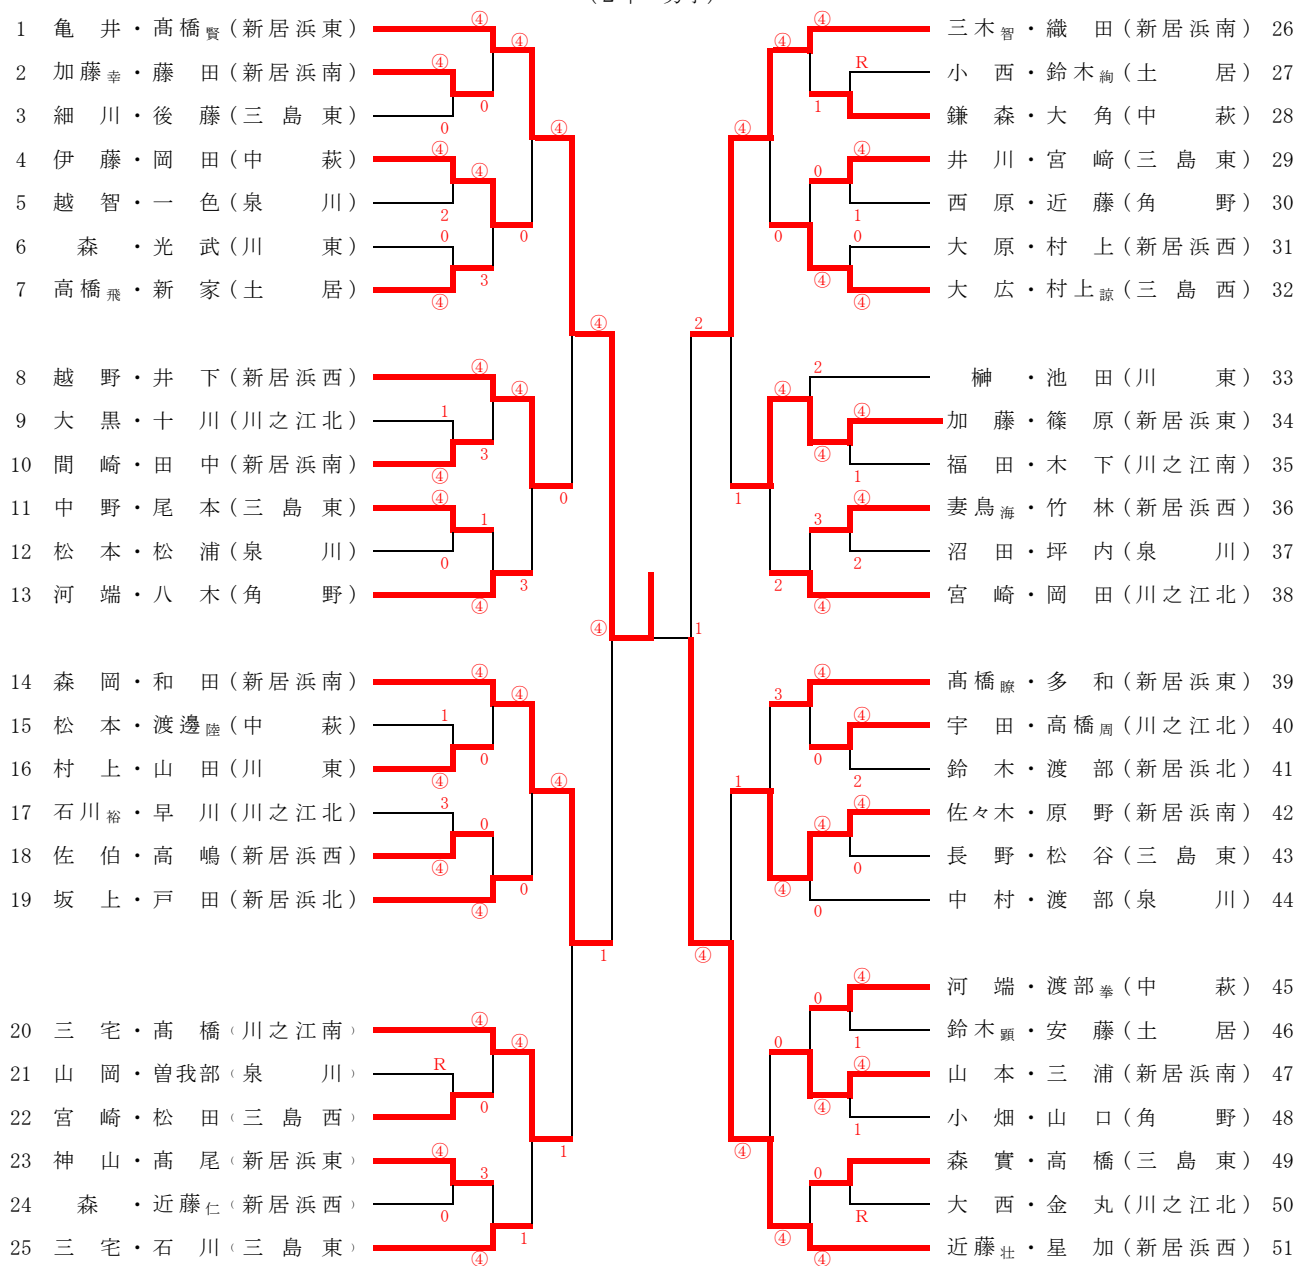 1 亀 井・髙橋賢(新居浜東)
2 加藤幸・藤 田(新居浜南)
3 細 川・後 藤(三 島 東)
4 伊 藤・岡 田(中 萩)
5 越 智・一 色(泉 川)
6 森 ・光 武(川 東)
7 高橋飛・新 家(土 居)
8 越 野・井 下(新居浜西)
9 大 黒・十 川(川之江北)
10 間 崎・田 中(新居浜南)
11 中 野・尾 本(三 島 東)
12 松 本・松 浦(泉 川)
13 河 端・八 木(角 野)
14 森 岡・和 田(新居浜南)
15 松 本・渡邊陸(中 萩)
16 村 上・山 田(川 東)
17 石川裕・早 川(川之江北)
18 佐 伯・高 嶋(新居浜西)
19 坂 上・戸 田(新居浜北)
20 三 宅・髙 橋(川之江南)
21 山 岡・曽我部(泉 川)
22 宮 崎・松 田(三 島 西)
23 神 山・髙 尾(新居浜東)
24 森 ・近藤仁(新居浜西)
25 三 宅・石 川(三 島 東)
三木智・織 田(新居浜南) 26
小 西・鈴木絢(土 居) 27
鎌 森・大 角(中 萩) 28
井 川・宮 﨑(三 島 東) 29
西 原・近 藤(角 野) 30
大 原・村 上(新居浜西) 31
大 広・村上諒(三 島 西) 32
榊 ・池 田(川 東) 33
加 藤・篠 原(新居浜東) 34
福 田・木 下(川之江南) 35
妻鳥海・竹 林(新居浜西) 36
沼 田・坪 内(泉 川) 37
宮 崎・岡 田(川之江北) 38
髙橋瞭・多 和(新居浜東) 39
宇 田・高橋周(川之江北) 40
鈴 木・渡 部(新居浜北) 41
佐々木・原 野(新居浜南) 42
長 野・松 谷(三 島 東) 43
中 村・渡 部(泉 川) 44
河 端・渡部拳(中 萩) 45
鈴木顕・安 藤(土 居) 46
山 本・三 浦(新居浜南) 47
小 畑・山 口(角 野) 48
森 實・高 橋(三 島 東) 49
大 西・金 丸(川之江北) 50
近藤壮・星 加(新居浜西) 51